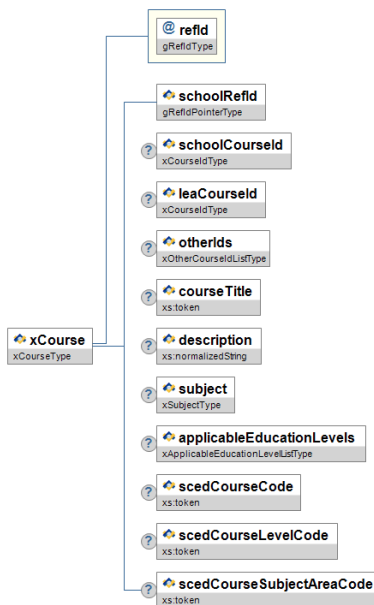 @ refId
gRefIdType
schoolRefId
gRefIdPointerType
? schoolCourseId
xCourseIdType
? leaCourseId
xCourseIdType
? otherIds
xOtherCourseIdListType
? courseTitle
xs:token
xCourse
xCourseType
? description
xs:normalizedString
? subject
xSubjectType
? applicableEducationLevels
xApplicableEducationLevelListType
? scedCourseCode
xs:token
? scedCourseLevelCode
xs:token
? scedCourseSubjectAreaCode
xs:token